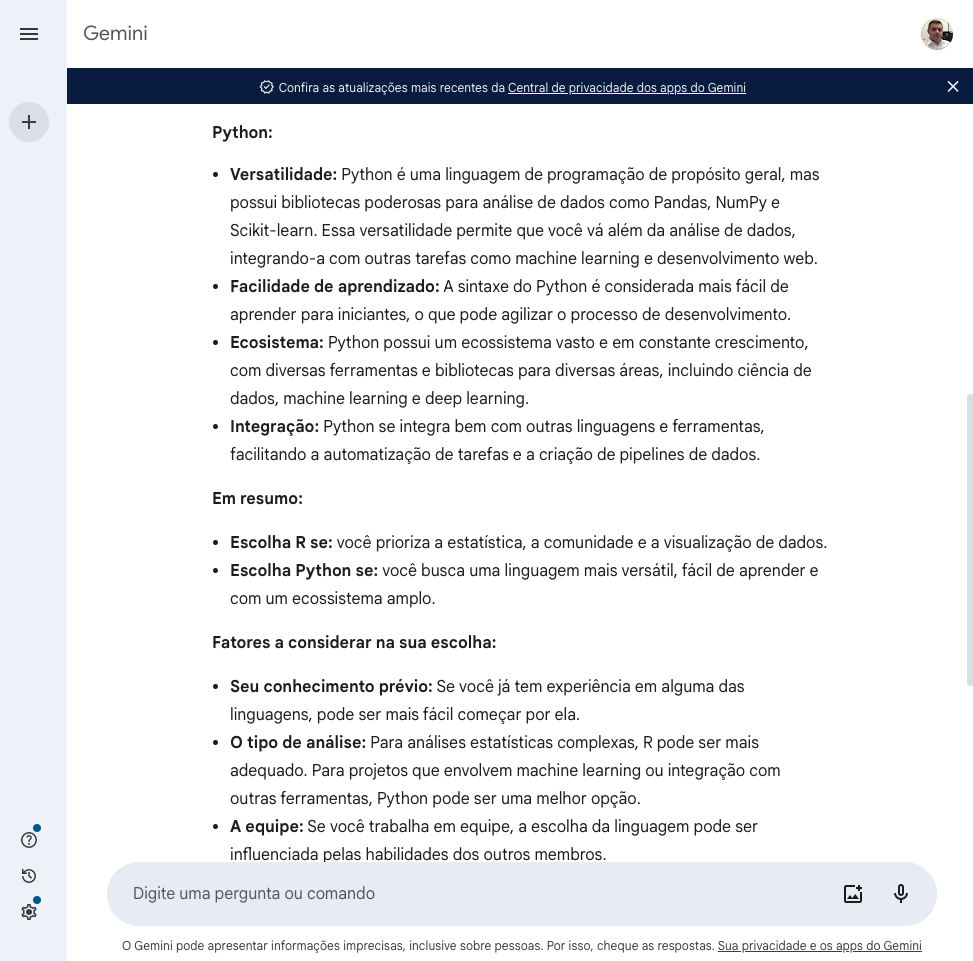 Gemini
Confira as atualizações mais recentes da Central de privacidade dos apps do Gemini
Python:
• Versatilidade: Python é uma linguagem de programação de propósito geral, mas
possui bibliotecas poderosas para análise de dados como Pandas, NumPy e
Scikit-learn. Essa versatilidade permite que você vá além da análise de dados,
integrando-a com outras tarefas como machine learning e desenvolvimento web.
• Facilidade de aprendizado: A sintaxe do Python é considerada mais fácil de
aprender para iniciantes, o que pode agilizar o processo de desenvolvimento.
• Ecosistema: Python possui um ecossistema vasto e em constante crescimento,
com diversas ferramentas e bibliotecas para diversas áreas, incluindo ciência de
dados, machine learning e deep learning.
• Integração: Python se integra bem com outras linguagens e ferramentas,
facilitando a automatização de tarefas e a criação de pipelines de dados.
Em resumo:
• Escolha R se: você prioriza a estatística, a comunidade e a visualização de dados.
• Escolha Python se: você busca uma linguagem mais versátil, fácil de aprender e
com um ecossistema amplo.
Fatores a considerar na sua escolha:
• Seu conhecimento prévio: Se você já tem experiência em alguma das
linguagens, pode ser mais fácil começar por ela.
• O tipo de análise: Para análises estatísticas complexas, R pode ser mais
adequado. Para projetos que envolvem machine learning ou integração com
outras ferramentas, Python pode ser uma melhor opção.
• A equipe: Se você trabalha em equipe, a escolha da linguagem pode ser
influenciada pelas habilidades dos outros membros.
Digite uma pergunta ou comando
O Gemini pode apresentar informações imprecisas, inclusive sobre pessoas. Por isso, cheque as respostas. Sua privacidade e os apps do Gemini